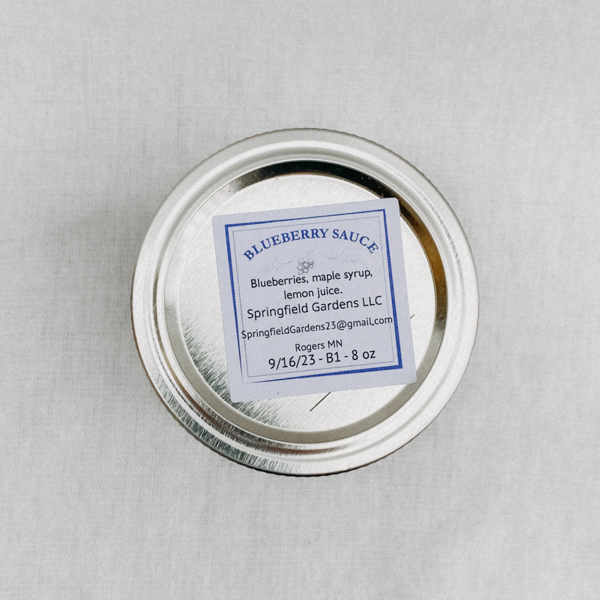 BLUEBERRY SAUCE
Blueberries, maple syrup,
lemon juice.
Springfield Gardens LLC
SpringfieldGardens23@gmail,com
Rogers MN
9/16/23 - B1 - 8 oz